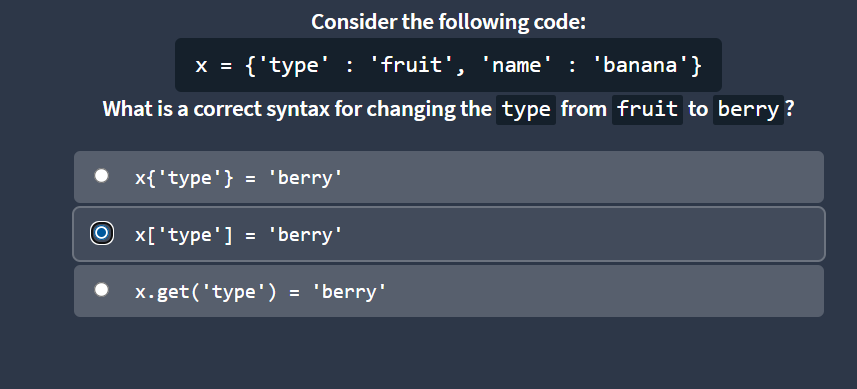 Consider the following code:
x = {'type' : 'fruit', 'name' : 'banana'}
What is a correct syntax for changing the type from fruit to berry ?
x{'type'} = 'berry'
x['type'] = 'berry'
x.get('type') = 'berry'